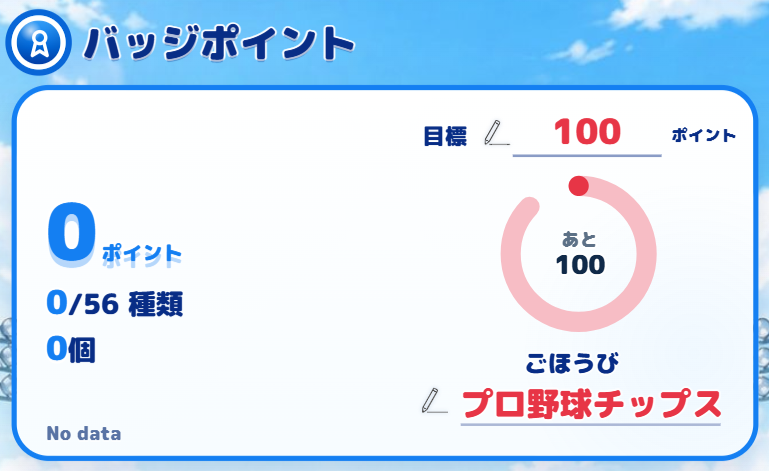 バッジポイント
目標 100 ポイント
0 ポイント
0/56 種類
0個
No data
あと
100
ごほうび
プロ野球チップス